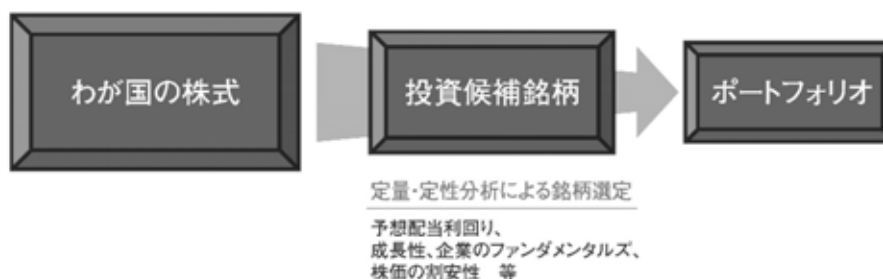 わが国の株式
投資候補銘柄
ポートフォリオ
定量・定性分析による銘柄選定
予想配当利回り、
成長性、企業のファンダメンタルズ、
株価の割安性　等